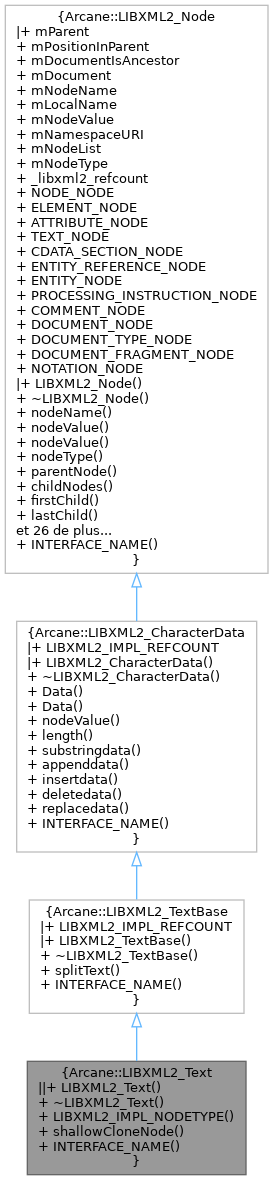 {Arcane::LIBXML2_Node
|+ mParent
+ mPositionInParent
+ mDocumentIsAncestor
+ mDocument
+ mNodeName
+ mLocalName
+ mNodeValue
+ mNamespaceURI
+ mNodeList
+ mNodeType
+ _libxml2_refcount
+ NODE_NODE
+ ELEMENT_NODE
+ ATTRIBUTE_NODE
+ TEXT_NODE
+ CDATA_SECTION_NODE
+ ENTITY_REFERENCE_NODE
+ ENTITY_NODE
+ PROCESSING_INSTRUCTION_NODE
+ COMMENT_NODE
+ DOCUMENT_NODE
+ DOCUMENT_TYPE_NODE
+ DOCUMENT_FRAGMENT_NODE
+ NOTATION_NODE
|+ LIBXML2_Node()
+ ~LIBXML2_Node()
+ nodeName()
+ nodeValue()
+ nodeValue()
+ nodeType()
+ parentNode()
+ childNodes()
+ firstChild()
+ lastChild()
et 26 de plus...
+ INTERFACE_NAME()
}
{Arcane::LIBXML2_CharacterData
|+ LIBXML2_IMPL_REFCOUNT
|+ LIBXML2_CharacterData()
+ ~LIBXML2_CharacterData()
+ Data()
+ Data()
+ nodeValue()
+ length()
+ substringdata()
+ appenddata()
+ insertdata()
+ deletedata()
+ replacedata()
+ INTERFACE_NAME()
}
{Arcane::LIBXML2_TextBase
|+ LIBXML2_IMPL_REFCOUNT
|+ LIBXML2_TextBase()
+ ~LIBXML2_TextBase()
+ splitText()
+ INTERFACE_NAME()
}
{Arcane::LIBXML2_Text
||+ LIBXML2_Text()
+ ~LIBXML2_Text()
+ LIBXML2_IMPL_NODETYPE()
+ shallowCloneNode()
+ INTERFACE_NAME()
}